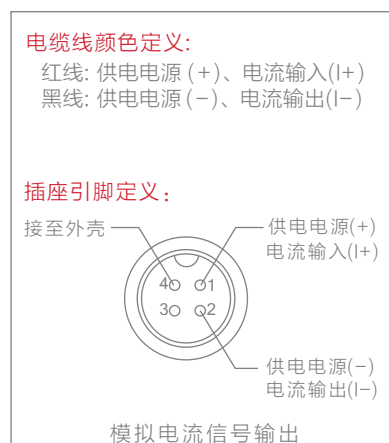 电缆线颜色定义:
红线: 供电电源 (+)、电流输入(I+)
黑线: 供电电源 (−)、电流输出(I−)
插座引脚定义：
接至外壳
供电电源(+)
电流输入(I+)
4 1
3 2
供电电源(−)
电流输出(I−)
模拟电流信号输出